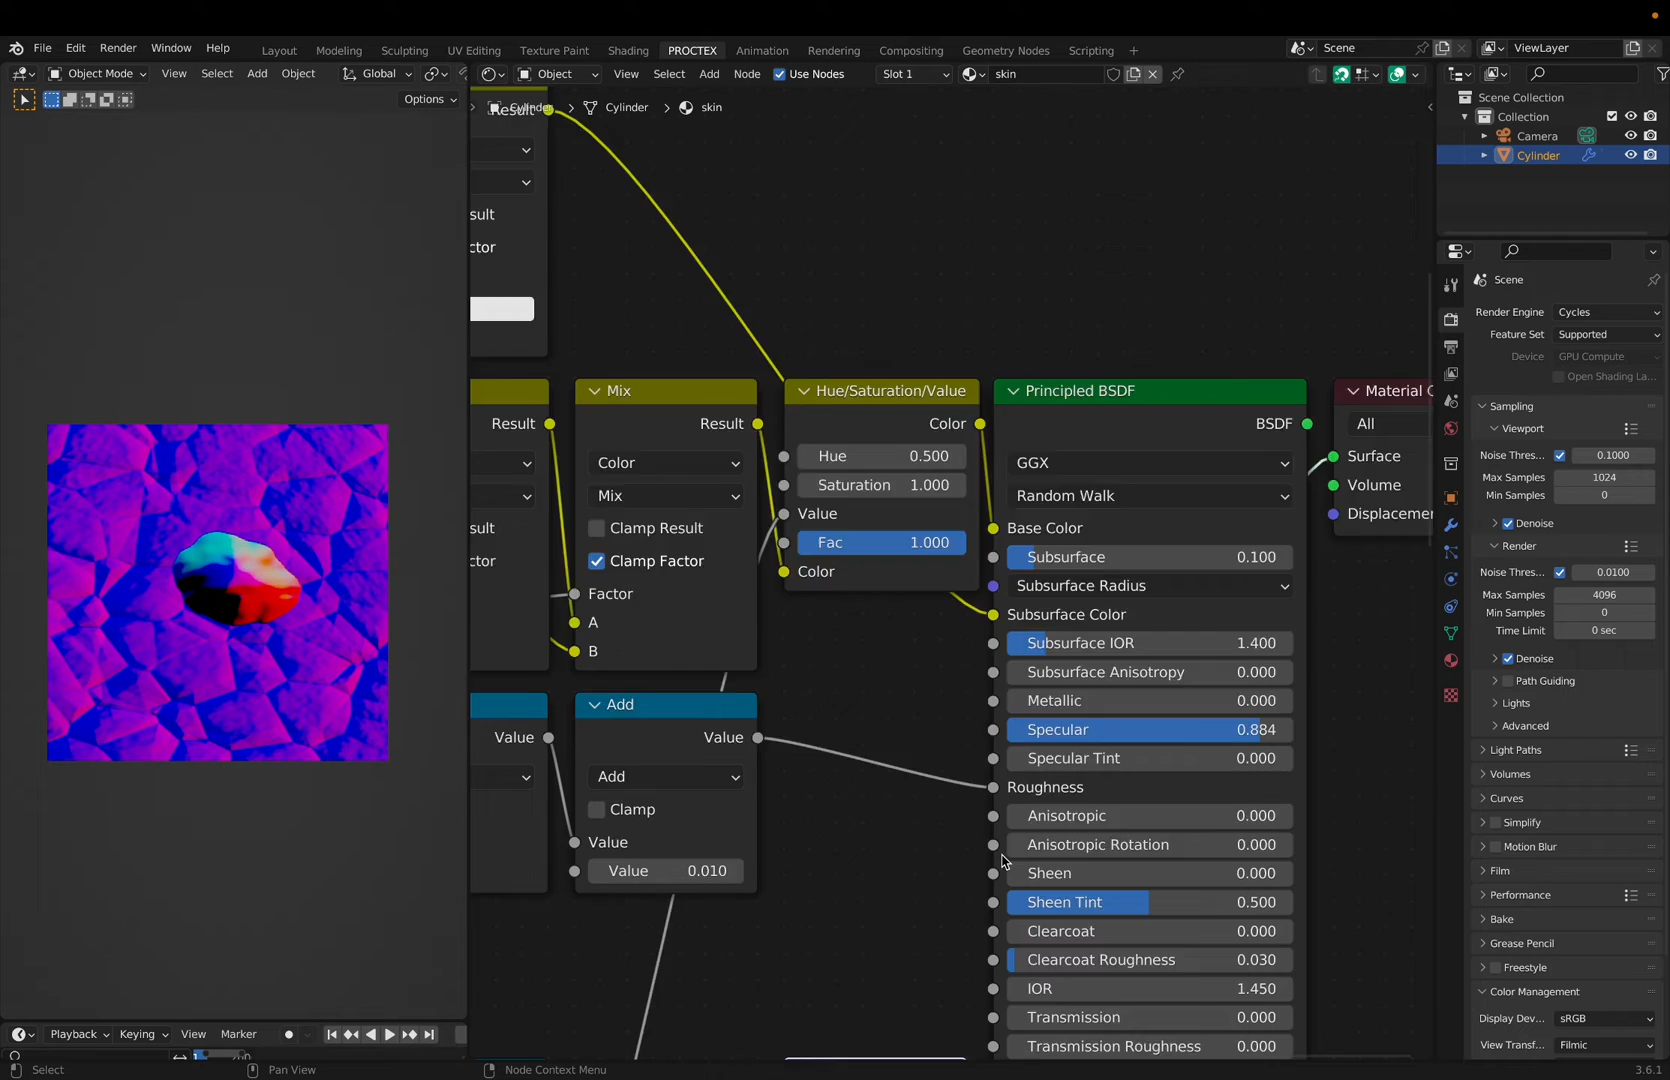 File Edit Render Window Help Layout Modeling Sculpting UV Editing Texture Paint Shading PROCTEX Animation Rendering Compositing Geometry Nodes Scripting + Scene ViewLayer
Object Mode View Select Add Object Global Object View Select Add Node Use Nodes Slot 1 skin
Options
Cylinder > Cylinder > skin
Result
sult
ctor
Result
sult
ctor
Mix
Result
Color
Mix
Clamp Result
Clamp Factor
Factor
A
B
Hue/Saturation/Value
Color
Hue 0.500
Saturation 1.000
Value
Fac 1.000
Color
Value
Add
Value
Add
Clamp
Value
Value 0.010
Principled BSDF
BSDF
GGX
Random Walk
Base Color
Subsurface 0.100
Subsurface Radius
Subsurface Color
Subsurface IOR 1.400
Subsurface Anisotropy 0.000
Metallic 0.000
Specular 0.884
Specular Tint 0.000
Roughness
Anisotropic 0.000
Anisotropic Rotation 0.000
Sheen 0.000
Sheen Tint 0.500
Clearcoat 0.000
Clearcoat Roughness 0.030
IOR 1.450
Transmission 0.000
Transmission Roughness 0.000
Material C
All
Surface
Volume
Displacemer
Scene Collection
Collection
Camera
Cylinder
Scene
Render Engine Cycles
Feature Set Supported
Device GPU Compute
Open Shading La...
Sampling
Viewport
Noise Thres... 0.1000
Max Samples 1024
Min Samples 0
Denoise
Render
Noise Thres... 0.0100
Max Samples 4096
Min Samples 0
Time Limit 0 sec
Denoise
Path Guiding
Lights
Advanced
Light Paths
Volumes
Curves
Simplify
Motion Blur
Film
Performance
Bake
Grease Pencil
Freestyle
Color Management
Display Dev... sRGB
View Transf... Filmic
Playback Keying View Marker
Select Pan View Node Context Menu 3.6.1